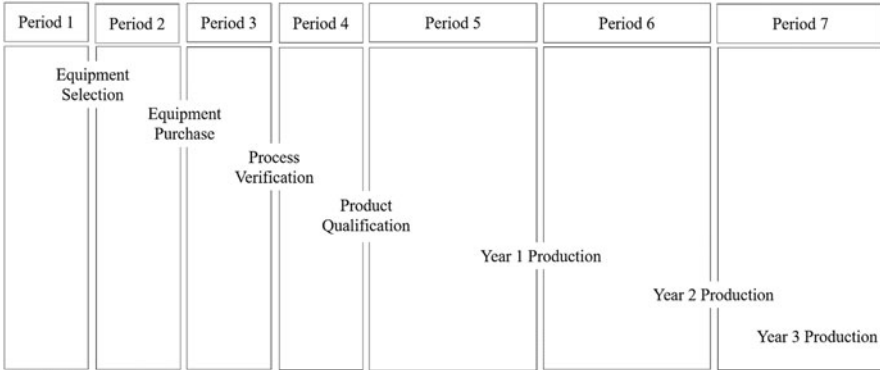 Period 1
Period 2
Period 3
Period 4
Period 5
Period 6
Period 7
Equipment
Selection
Equipment
Purchase
Process
Verification
Product
Qualification
Year 1 Production
Year 2 Production
Year 3 Production